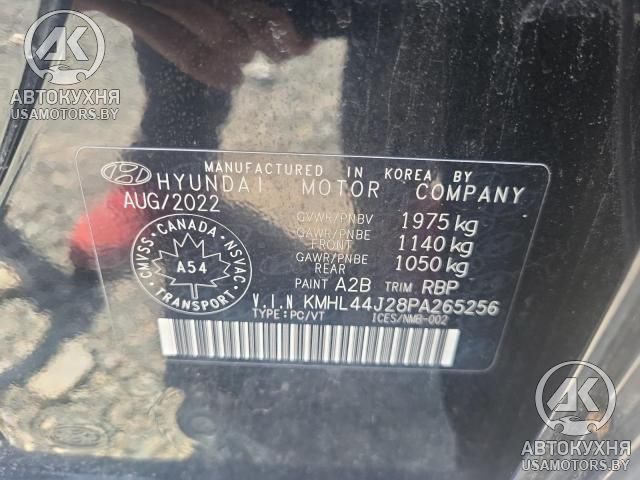 АК
АВТОКУХНЯ
USAMOTORS.BY
MANUFACTURED IN KOREA BY
HYUNDAI MOTOR COMPANY
AUG/2022
GVWR/PNBV 1975 kg
GAWR/PNBE FRONT 1140 kg
GAWR/PNBE REAR 1050 kg
PAINT A2B TRIM RBP
CMVSS · CANADA · NSVAC
A54
TRANSPORT
V.I.N KMHL44J28PA265256
TYPE:PC/VT ICES/NMB-002
АК
АВТОКУХНЯ
USAMOTORS.BY